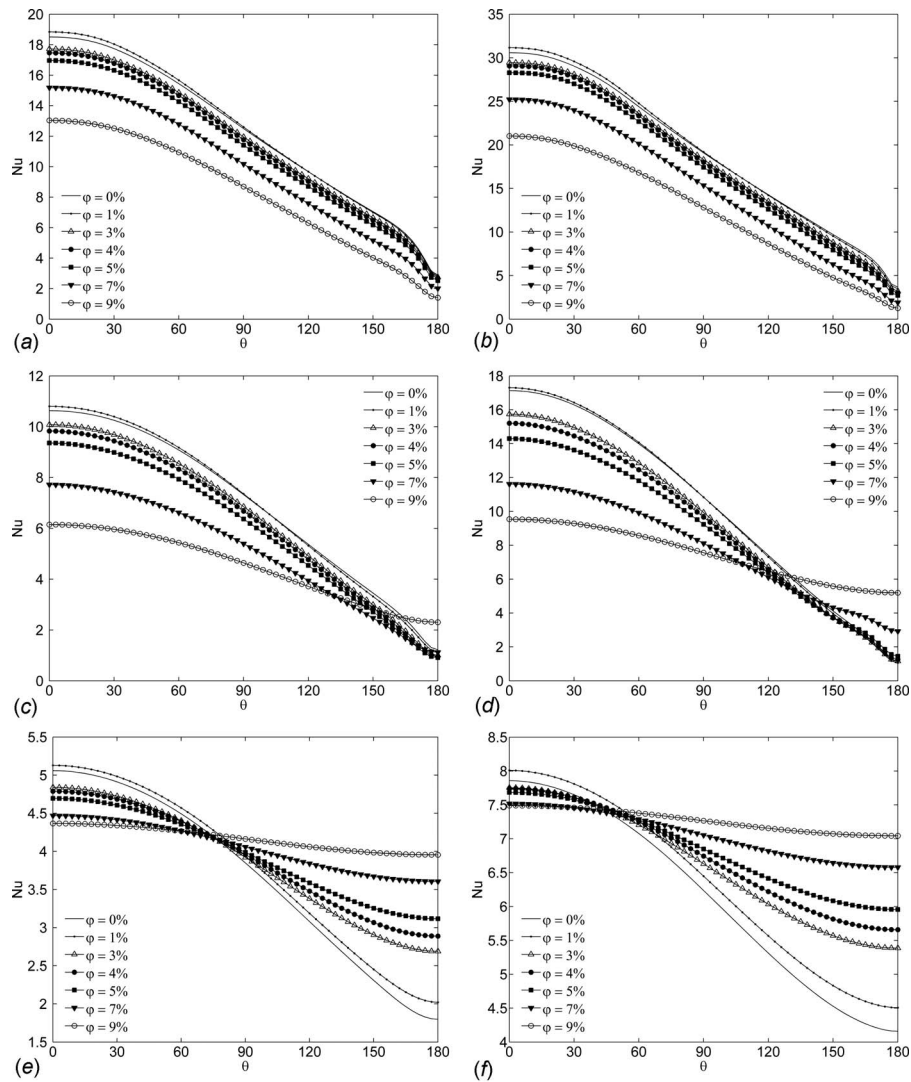 20
18
16
14
12
10
8
6
4
2
0
Nu
φ = 0%
φ = 1%
φ = 3%
φ = 4%
φ = 5%
φ = 7%
φ = 9%
0 30 60 90 120 150 180
(a) θ
35
30
25
20
15
10
5
0
Nu
φ = 0%
φ = 1%
φ = 3%
φ = 4%
φ = 5%
φ = 7%
φ = 9%
0 30 60 90 120 150 180
(b) θ
12
10
8
6
4
2
0
Nu
φ = 0%
φ = 1%
φ = 3%
φ = 4%
φ = 5%
φ = 7%
φ = 9%
0 30 60 90 120 150 180
(c) θ
18
16
14
12
10
8
6
4
2
0
Nu
φ = 0%
φ = 1%
φ = 3%
φ = 4%
φ = 5%
φ = 7%
φ = 9%
0 30 60 90 120 150 180
(d) θ
5.5
5
4.5
4
3.5
3
2.5
2
1.5
Nu
φ = 0%
φ = 1%
φ = 3%
φ = 4%
φ = 5%
φ = 7%
φ = 9%
0 30 60 90 120 150 180
(e) θ
8.5
8
7.5
7
6.5
6
5.5
5
4.5
4
Nu
φ = 0%
φ = 1%
φ = 3%
φ = 4%
φ = 5%
φ = 7%
φ = 9%
0 30 60 90 120 150 180
(f) θ